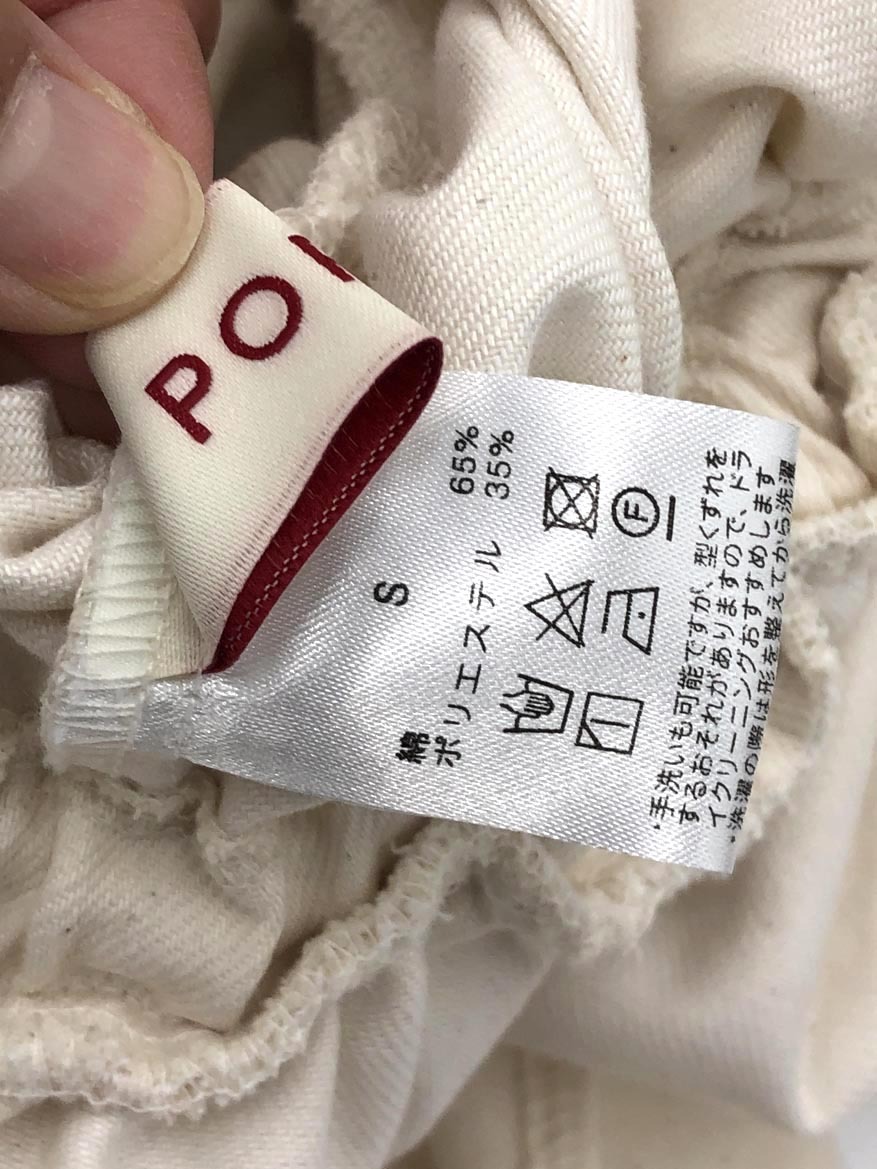 PO
S
綿 65%
ポリエステル 35%
F
・手洗いも可能ですが、型くずれを
するおそれがありますので、ドラ
イクリーニングおすすめします
・洗濯の際は形を整えてから洗濯